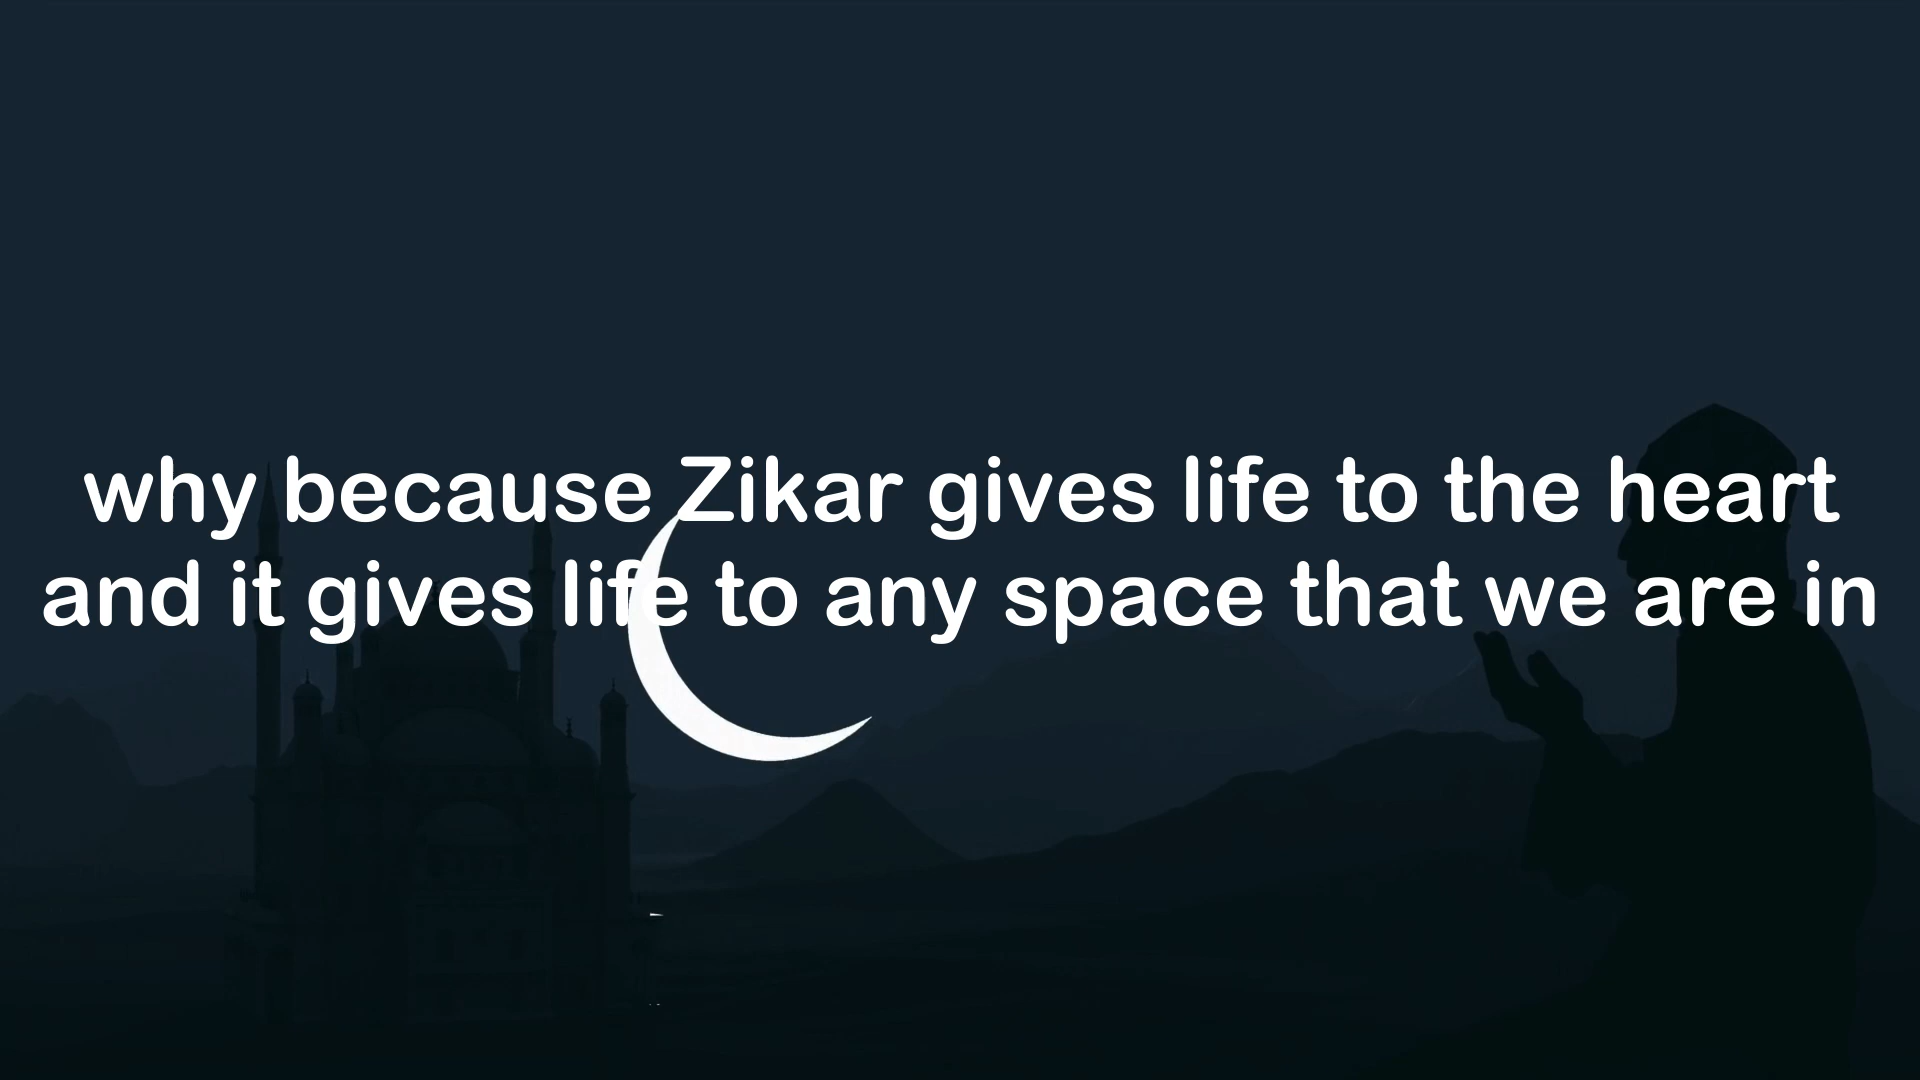 why because Zikar gives life to the heart
and it gives life to any space that we are in